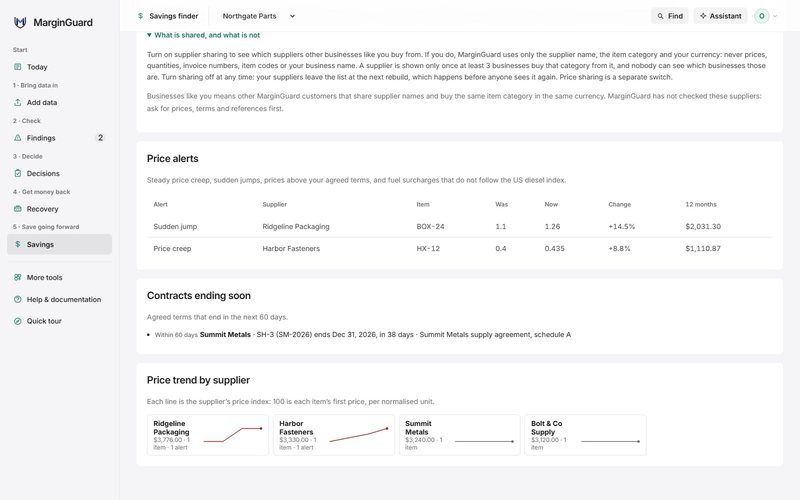 MarginGuard
Savings finder
Northgate Parts
Find
Assistant
O
Start
Today
1 · Bring data in
Add data
2 · Check
Findings 2
3 · Decide
Decisions
4 · Get money back
Recovery
5 · Save going forward
Savings
More tools
Help & documentation
Quick tour
What is shared, and what is not
Turn on supplier sharing to see which suppliers other businesses like you buy from. If you do, MarginGuard uses only the supplier name, the item category and your currency: never prices,
quantities, invoice numbers, item codes or your business name. A supplier is shown only once at least 3 businesses buy that category from it, and nobody can see which businesses those
are. Turn sharing off at any time: your suppliers leave the list at the next rebuild, which happens before anyone sees it again. Price sharing is a separate switch.
Businesses like you means other MarginGuard customers that share supplier names and buy the same item category in the same currency. MarginGuard has not checked these suppliers:
ask for prices, terms and references first.
Price alerts
Steady price creep, sudden jumps, prices above your agreed terms, and fuel surcharges that do not follow the US diesel index.
Alert Supplier Item Was Now Change 12 months
Sudden jump Ridgeline Packaging BOX-24 1.1 1.26 +14.5% $2,031.30
Price creep Harbor Fasteners HX-12 0.4 0.435 +8.8% $1,110.87
Contracts ending soon
Agreed terms that end in the next 60 days.
Within 60 days Summit Metals · SH-3 (SM-2026) ends Dec 31, 2026, in 38 days · Summit Metals supply agreement, schedule A
Price trend by supplier
Each line is the supplier's price index: 100 is each item's first price, per normalised unit.
Ridgeline
Packaging
$3,776.00 · 1
item · 1 alert
Harbor
Fasteners
$3,330.00 · 1
item · 1 alert
Summit
Metals
$3,240.00 · 1
item
Bolt & Co
Supply
$3,120.00 · 1
item